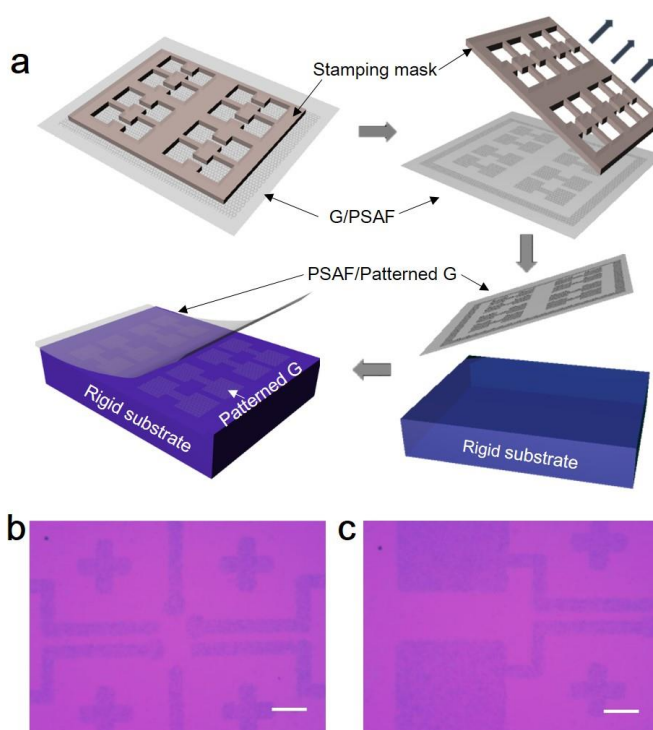 a
Stamping mask
G/PSAF
PSAF/Patterned G
Patterned G
Rigid substrate
Rigid substrate
b
c